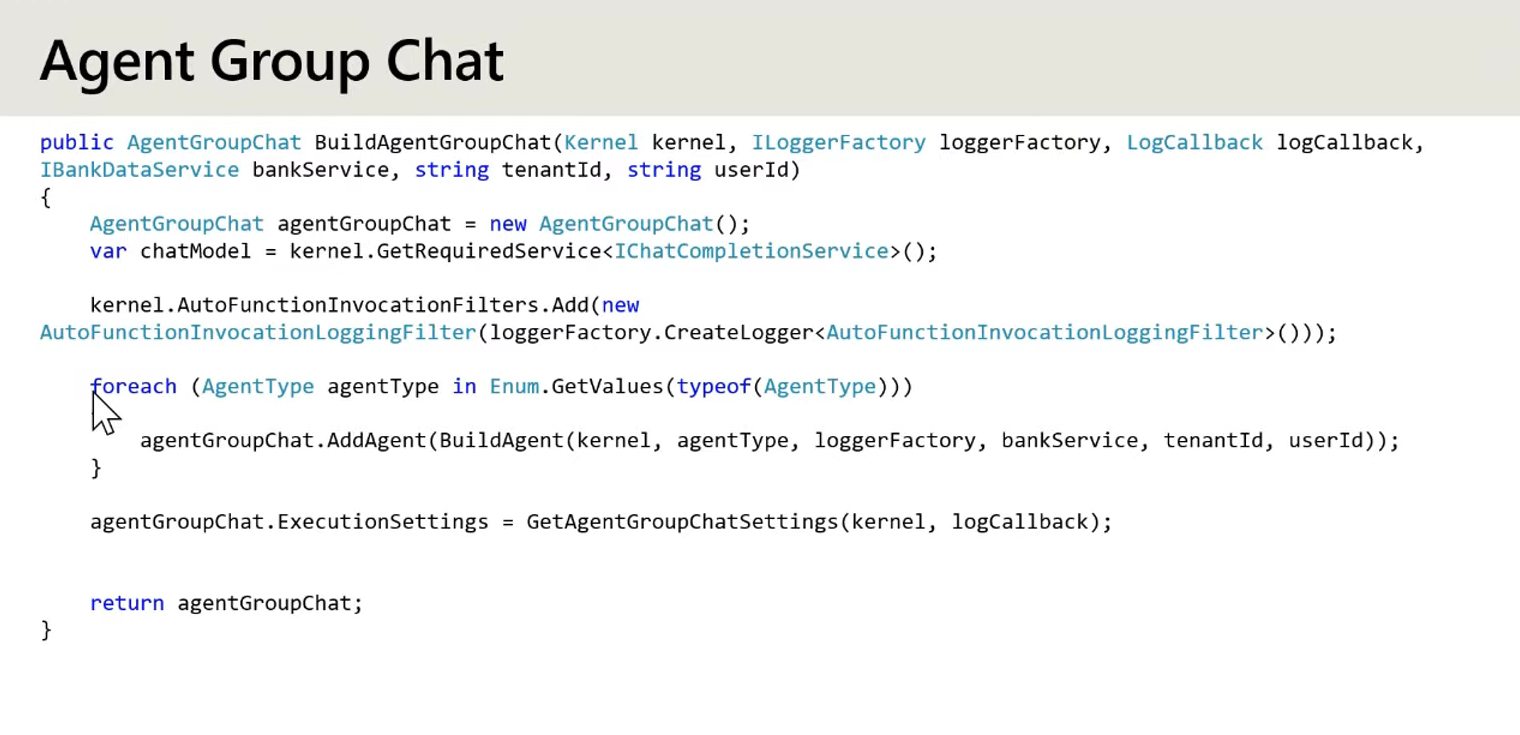 Agent Group Chat
public AgentGroupChat BuildAgentGroupChat(Kernel kernel, ILoggerFactory loggerFactory, LogCallback logCallback,
IBankDataService bankService, string tenantId, string userId)
{
    AgentGroupChat agentGroupChat = new AgentGroupChat();
    var chatModel = kernel.GetRequiredService<IChatCompletionService>();
    kernel.AutoFunctionInvocationFilters.Add(new
AutoFunctionInvocationLoggingFilter(loggerFactory.CreateLogger<AutoFunctionInvocationLoggingFilter>()));
    foreach (AgentType agentType in Enum.GetValues(typeof(AgentType)))
        agentGroupChat.AddAgent(BuildAgent(kernel, agentType, loggerFactory, bankService, tenantId, userId));
    }
    agentGroupChat.ExecutionSettings = GetAgentGroupChatSettings(kernel, logCallback);
    return agentGroupChat;
}